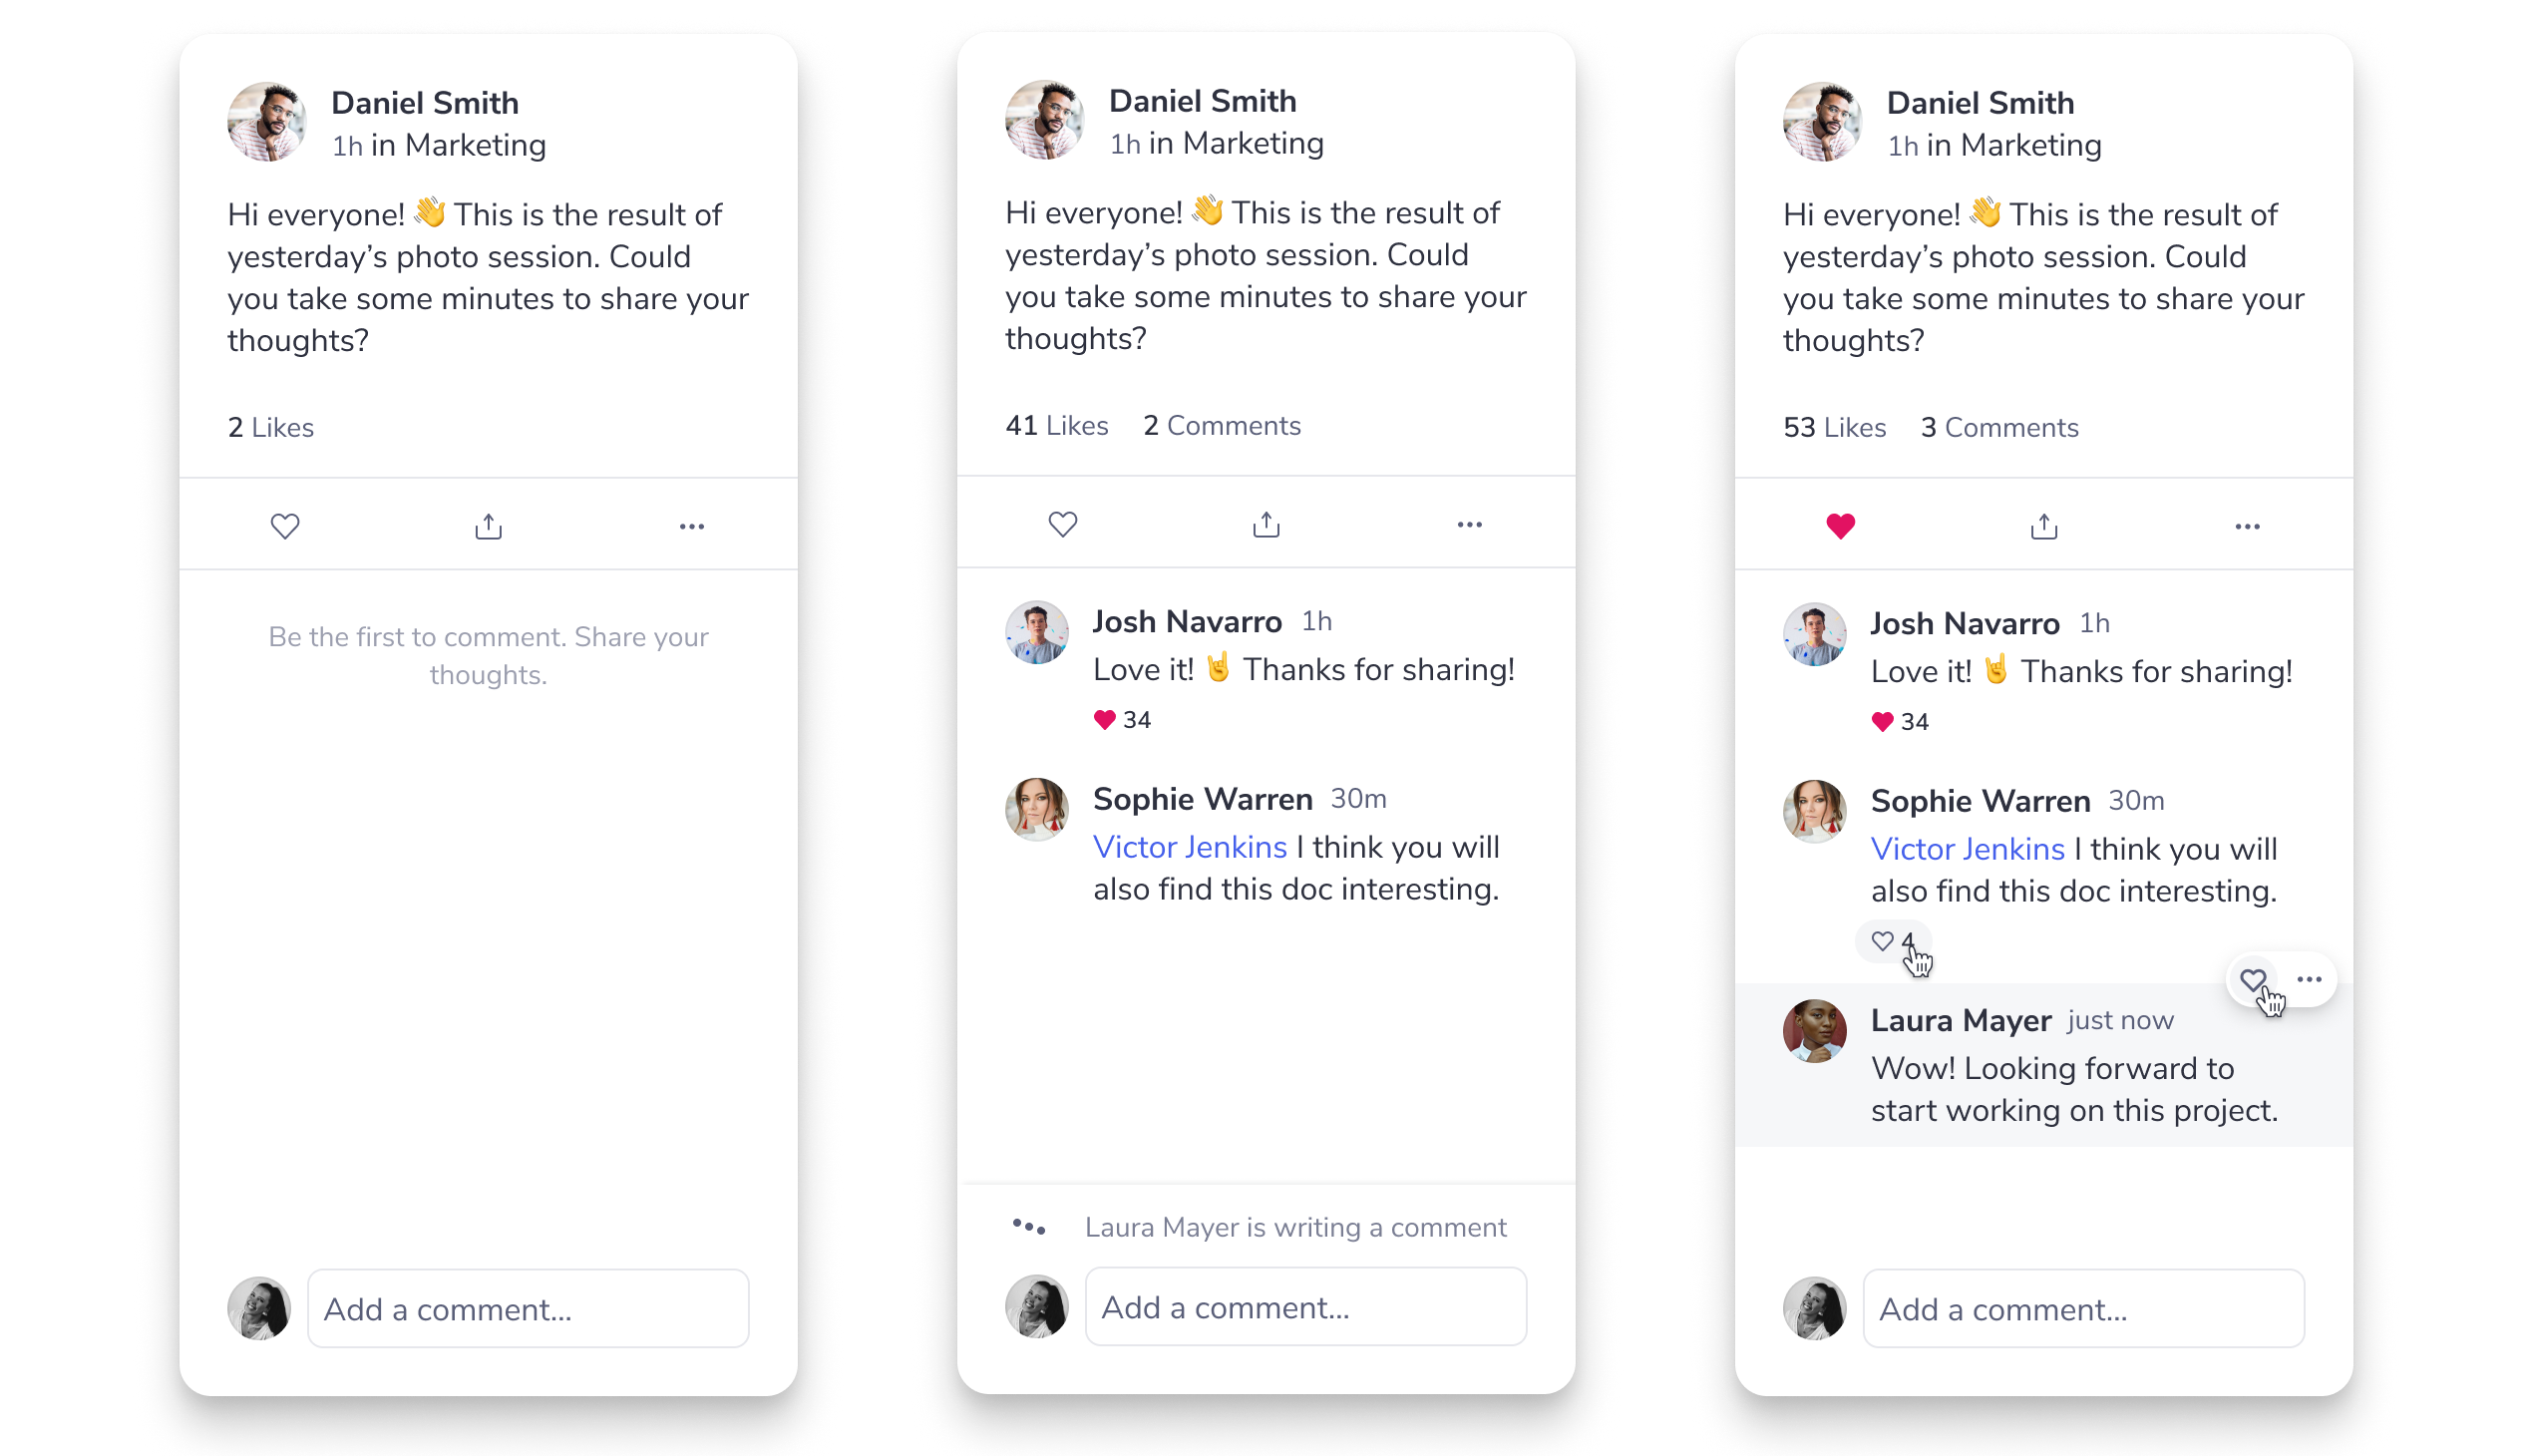 Daniel Smith
1h in Marketing
Hi everyone! 👋 This is the result of
yesterday’s photo session. Could
you take some minutes to share your
thoughts?
2 Likes
Be the first to comment. Share your
thoughts.
Add a comment...
Daniel Smith
1h in Marketing
Hi everyone! 👋 This is the result of
yesterday’s photo session. Could
you take some minutes to share your
thoughts?
41 Likes 2 Comments
Josh Navarro 1h
Love it! 🤘 Thanks for sharing!
34
Sophie Warren 30m
Victor Jenkins I think you will
also find this doc interesting.
Laura Mayer is writing a comment
Add a comment...
Daniel Smith
1h in Marketing
Hi everyone! 👋 This is the result of
yesterday’s photo session. Could
you take some minutes to share your
thoughts?
53 Likes 3 Comments
Josh Navarro 1h
Love it! 🤘 Thanks for sharing!
34
Sophie Warren 30m
Victor Jenkins I think you will
also find this doc interesting.
4
Laura Mayer just now
Wow! Looking forward to
start working on this project.
Add a comment...